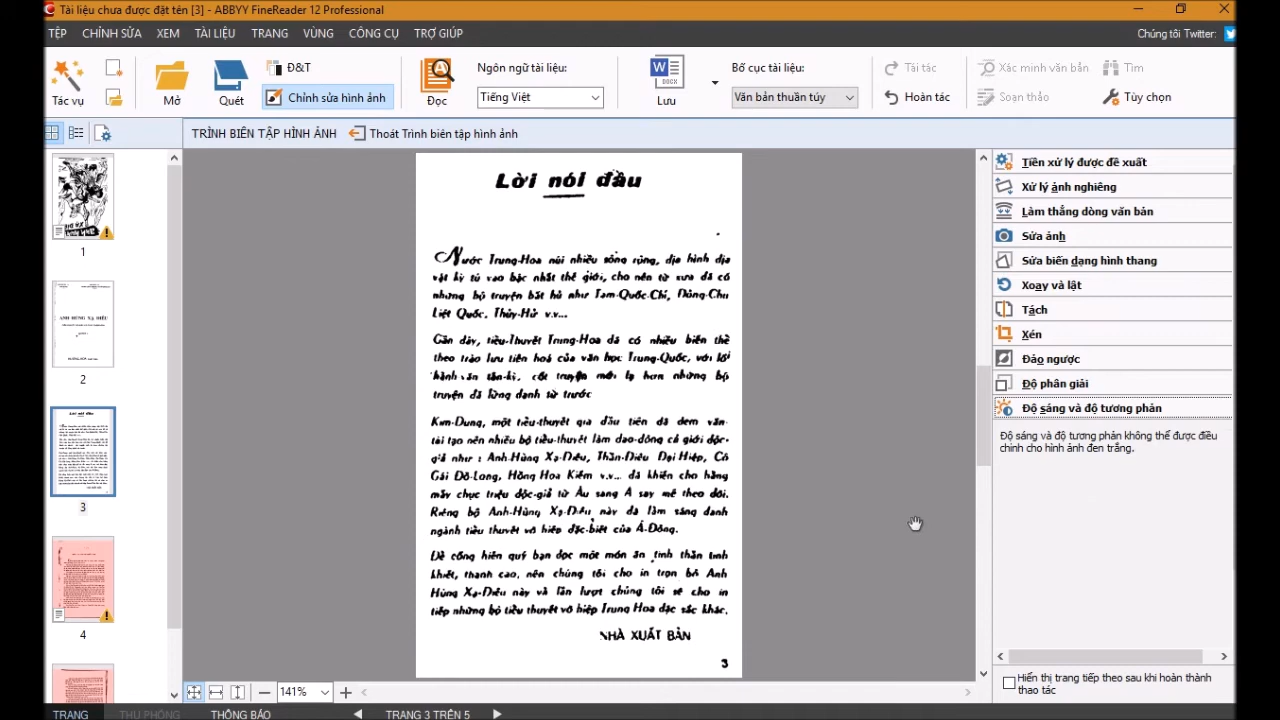 Tài liệu chưa được đặt tên [3] - ABBYY FineReader 12 Professional
TỆP CHỈNH SỬA XEM TÀI LIỆU TRANG VÙNG CÔNG CỤ TRỢ GIÚP
Chúng tôi Twitter:
Tác vụ
Mở
Quét
Đ&T
Chỉnh sửa hình ảnh
Đọc
Ngôn ngữ tài liệu:
Tiếng Việt
Lưu
Bố cục tài liệu:
Văn bản thuần túy
Tái tác
Hoàn tác
Xác minh văn bản
Soạn thảo
Tìm
Tùy chọn
TRÌNH BIÊN TẬP HÌNH ẢNH
Thoát Trình biên tập hình ảnh
1
ANH HÙNG XẠ ĐIÊU
2
3
4
Lời nói đầu
Nước Trung-Hoa núi nhiều sông rộng, địa hình địa
vật kỳ tú vào bậc nhất thế giới, cho nên từ xưa đã có
những bộ truyện bất hủ như Tam-Quốc-Chí, Đông-Chu
Liệt Quốc, Thủy-Hử v.v...
Gần đây, tiểu-Thuyết Trung-Hoa đã có nhiều biến thể
theo trào lưu tiến hoá của văn học Trung-Quốc, với lối
hành văn tân-kỳ, cốt truyện mới lạ hơn những bộ
truyện đã lừng danh từ trước
Kim-Dung, một tiểu-thuyết gia đầu tiên đã đem văn
tài tạo nên nhiều bộ tiểu-thuyết làm dao-động cả giới độc-
giả như : Anh-Hùng Xạ-Điêu, Thần-Điêu Đại Hiệp, Cô
Gái Đồ-Long, Hồng Hoa Kiếm v.v... đã khiến cho hàng
mấy chục triệu độc-giả từ Âu sang Á say mê theo dõi.
Riêng bộ Anh-Hùng Xạ-Điêu này đã làm sáng danh
ngành tiểu thuyết võ hiệp đặc-biệt của Á-Đông.
Để cống hiến quý bạn đọc một món ăn tinh thần tinh
khiết, thanh cao, nên chúng tôi cho in trọn bộ Anh
Hùng Xạ-Điêu này và lần lượt chúng tôi sẽ cho in
tiếp những bộ tiểu thuyết võ hiệp Trung Hoa đặc sắc khác.
NHÀ XUẤT BẢN
3
Tiền xử lý được đề xuất
Xử lý ảnh nghiêng
Làm thẳng dòng văn bản
Sửa ảnh
Sửa biến dạng hình thang
Xoay và lật
Tách
Xén
Đảo ngược
Độ phân giải
Độ sáng và độ tương phản
Độ sáng và độ tương phản không thể được điều
chỉnh cho hình ảnh đen trắng.
Hiển thị trang tiếp theo sau khi hoàn thành
thao tác
141%
TRANG THU PHÓNG THÔNG BÁO TRANG 3 TRÊN 5